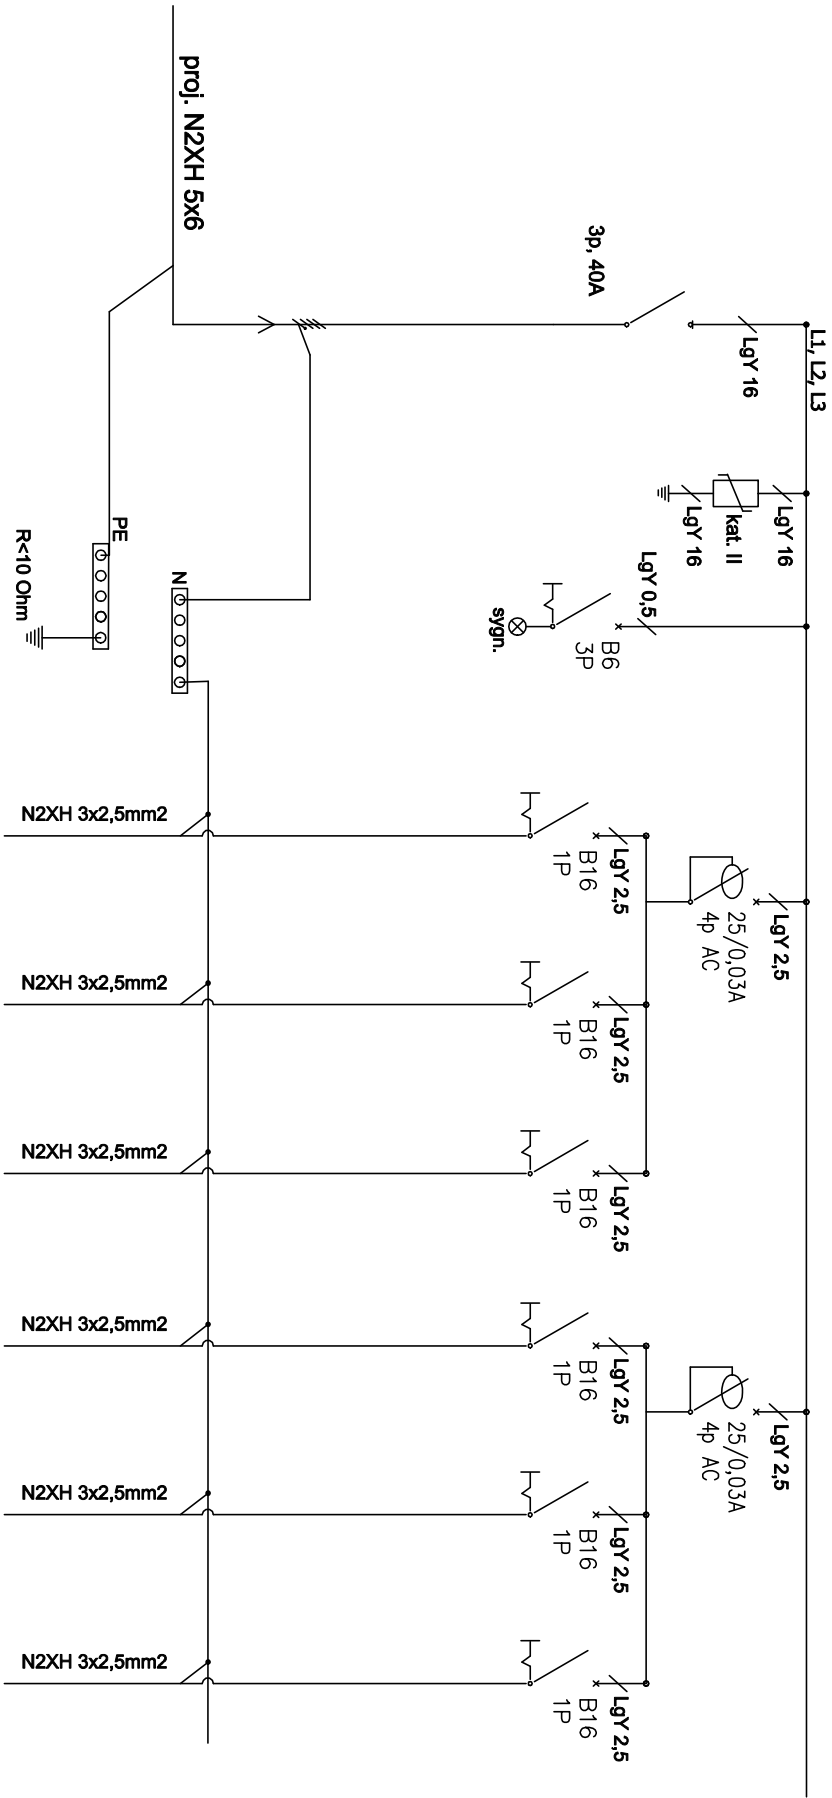 proj. N2XH 5x6
3p, 40A
L1, L2, L3
LgY 16
LgY 16
kat. II
LgY 16
LgY 0,5
B6
3P
sygn.
PE
R<10 Ohm
N
LgY 2,5
25/0,03A
4p AC
LgY 2,5
B16
1P
N2XH 3x2,5mm2
LgY 2,5
B16
1P
N2XH 3x2,5mm2
LgY 2,5
B16
1P
N2XH 3x2,5mm2
LgY 2,5
25/0,03A
4p AC
LgY 2,5
B16
1P
N2XH 3x2,5mm2
LgY 2,5
B16
1P
N2XH 3x2,5mm2
LgY 2,5
B16
1P
N2XH 3x2,5mm2